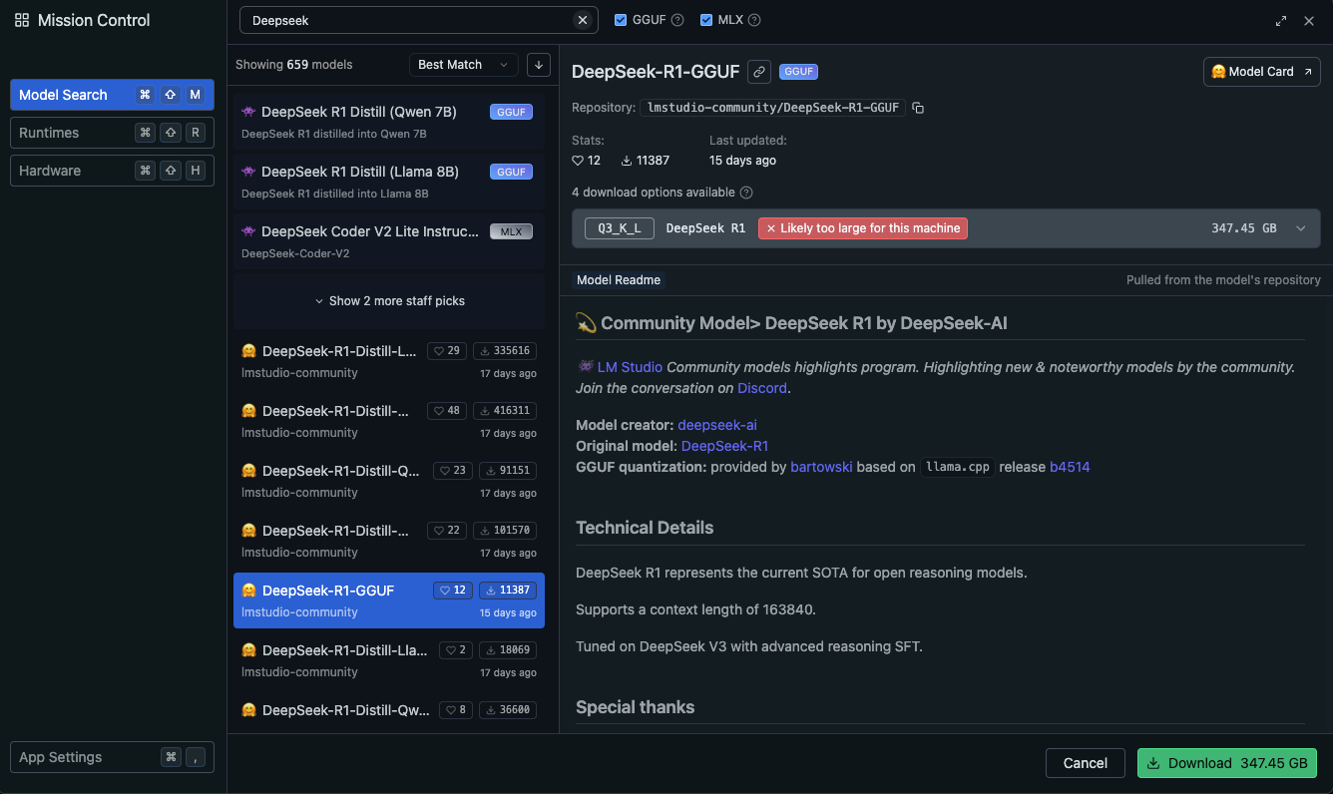 Mission Control
Model Search ⌘ ⇧ M
Runtimes ⌘ ⇧ R
Hardware ⌘ ⇧ H
App Settings ⌘ ,
Deepseek
GGUF ?
MLX ?
Showing 659 models
Best Match
DeepSeek R1 Distill (Qwen 7B) GGUF
DeepSeek R1 distilled into Qwen 7B
DeepSeek R1 Distill (Llama 8B) GGUF
DeepSeek R1 distilled into Llama 8B
DeepSeek Coder V2 Lite Instruc... MLX
DeepSeek-Coder-V2
Show 2 more staff picks
DeepSeek-R1-Distill-L... 29 335616
lmstudio-community 17 days ago
DeepSeek-R1-Distill-... 48 416311
lmstudio-community 17 days ago
DeepSeek-R1-Distill-Q... 23 91151
lmstudio-community 17 days ago
DeepSeek-R1-Distill-... 22 101570
lmstudio-community 17 days ago
DeepSeek-R1-GGUF 12 11387
lmstudio-community 15 days ago
DeepSeek-R1-Distill-Lla... 2 18069
lmstudio-community 17 days ago
DeepSeek-R1-Distill-Qw... 8 36600
DeepSeek-R1-GGUF GGUF
Model Card ↗
Repository: lmstudio-community/DeepSeek-R1-GGUF
Stats: Last updated:
12 11387 15 days ago
4 download options available ?
Q3_K_L DeepSeek R1 × Likely too large for this machine 347.45 GB
Model Readme Pulled from the model's repository
💫 Community Model> DeepSeek R1 by DeepSeek-AI
👾 LM Studio Community models highlights program. Highlighting new & noteworthy models by the community.
Join the conversation on Discord.
Model creator: deepseek-ai
Original model: DeepSeek-R1
GGUF quantization: provided by bartowski based on llama.cpp release b4514
Technical Details
DeepSeek R1 represents the current SOTA for open reasoning models.
Supports a context length of 163840.
Tuned on DeepSeek V3 with advanced reasoning SFT.
Special thanks
Cancel
Download 347.45 GB